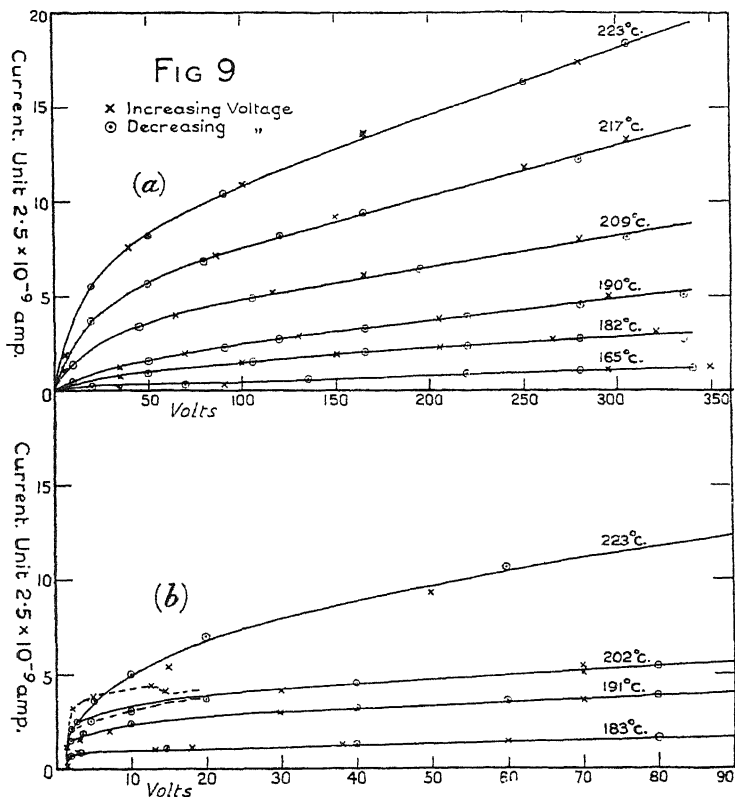 20
15
10
5
0
Current. Unit 2·5 × 10⁻⁹ amp.
FIG 9
× Increasing Voltage
⊙ Decreasing „
(a)
223°C.
217°C.
209°C.
190°C.
182°C.
165°C.
50 100 150 200 250 300 350
Volts
15
10
5
0
Current. Unit 2·5 × 10⁻⁹ amp.
(b)
223°C.
202°C.
191°C.
183°C.
10 20 30 40 50 60 70 80 90
Volts